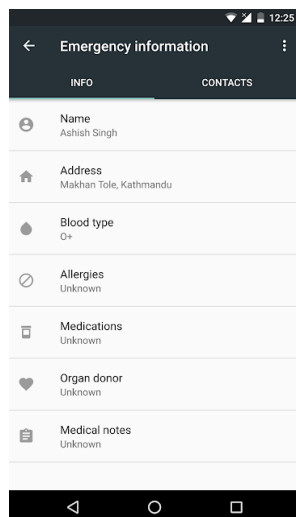 12:25
Emergency information
INFO CONTACTS
Name
Ashish Singh
Address
Makhan Tole, Kathmandu
Blood type
O+
Allergies
Unknown
Medications
Unknown
Organ donor
Unknown
Medical notes
Unknown